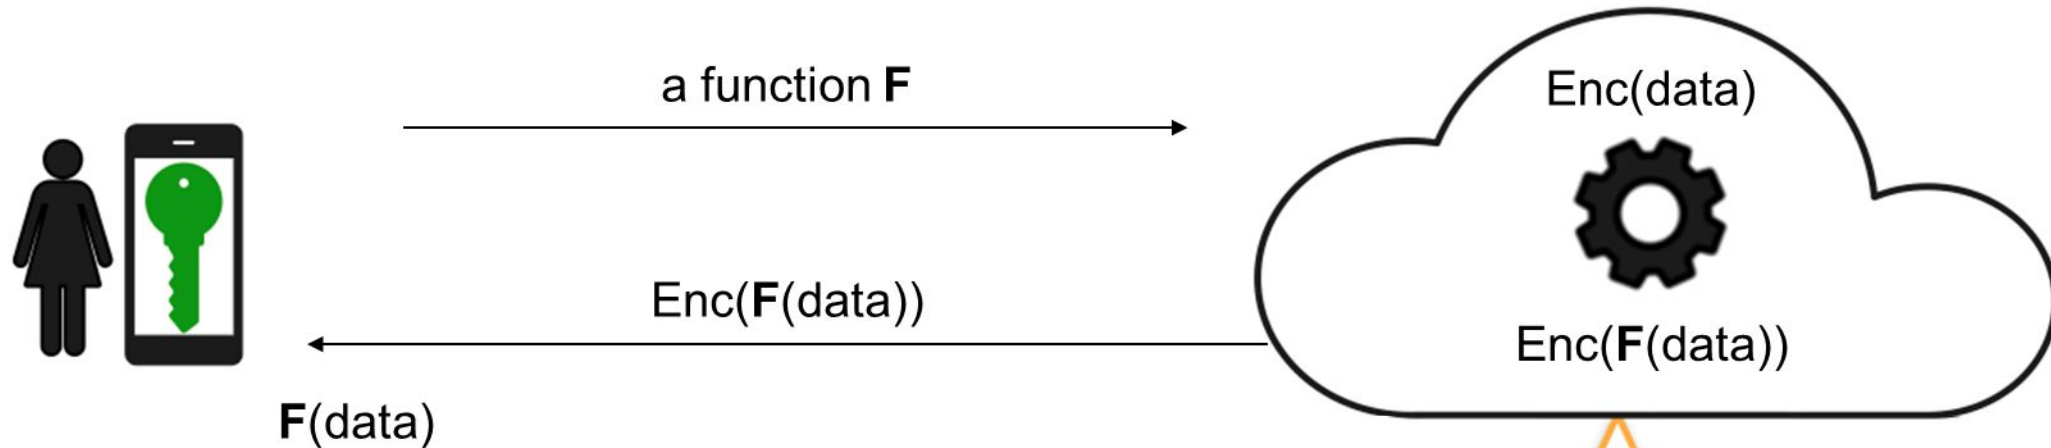 a function F
Enc(data)
Enc(F(data))
Enc(F(data))
F(data)